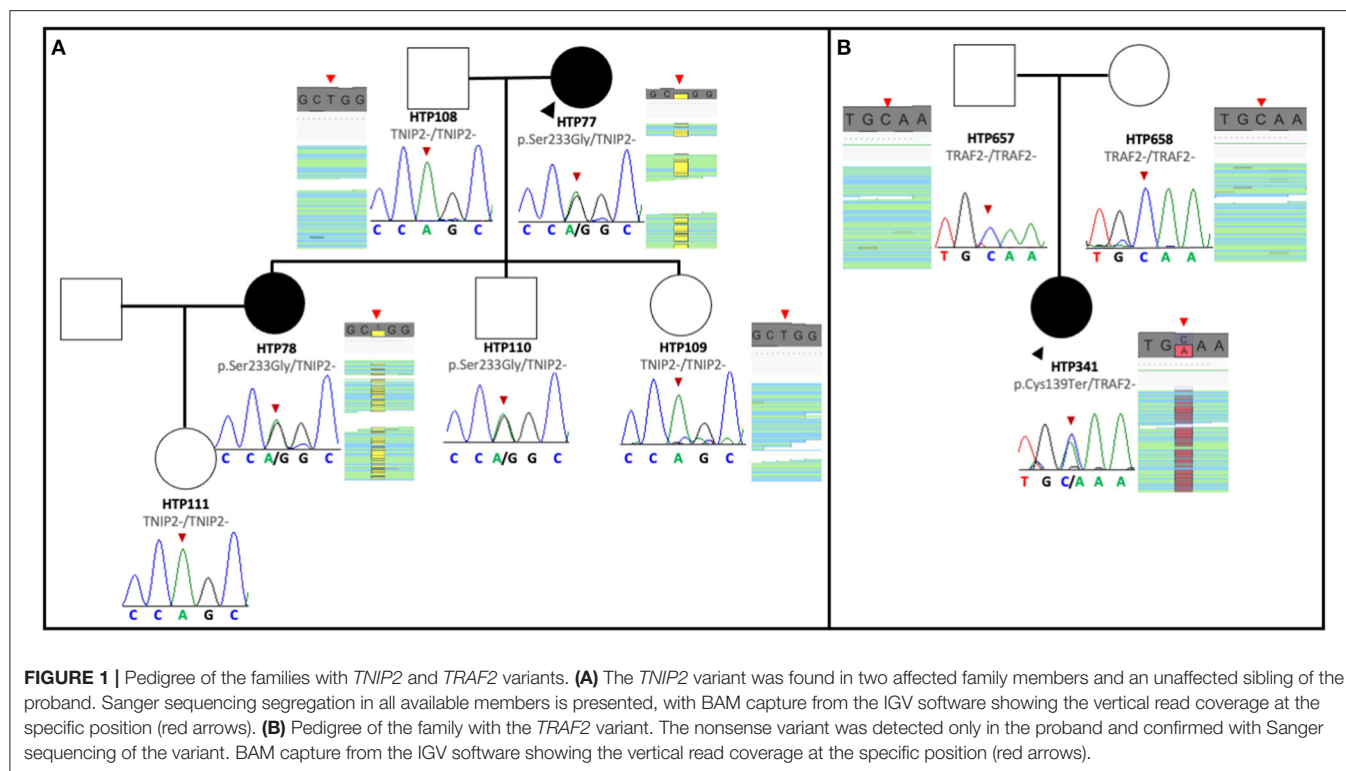 A
B
GCTGG
GC GG
HTP108
TNIP2-/TNIP2-
HTP77
p.Ser233Gly/TNIP2-
C C A G C
C C A/G G C
TGCAA
HTP657
TRAF2-/TRAF2-
HTP658
TRAF2-/TRAF2-
TGCAA
T G C A A
T G C A A
HTP78
p.Ser233Gly/TNIP2-
GC GG
HTP110
p.Ser233Gly/TNIP2-
HTP109
TNIP2-/TNIP2-
GCTGG
C C A/G G C
C C A/G G C
C C A G C
HTP341
p.Cys139Ter/TRAF2-
T G C A A A
T G C/A A A
HTP111
TNIP2-/TNIP2-
C C A G C
FIGURE 1 | Pedigree of the families with TNIP2 and TRAF2 variants. (A) The TNIP2 variant was found in two affected family members and an unaffected sibling of the
proband. Sanger sequencing segregation in all available members is presented, with BAM capture from the IGV software showing the vertical read coverage at the
specific position (red arrows). (B) Pedigree of the family with the TRAF2 variant. The nonsense variant was detected only in the proband and confirmed with Sanger
sequencing of the variant. BAM capture from the IGV software showing the vertical read coverage at the specific position (red arrows).